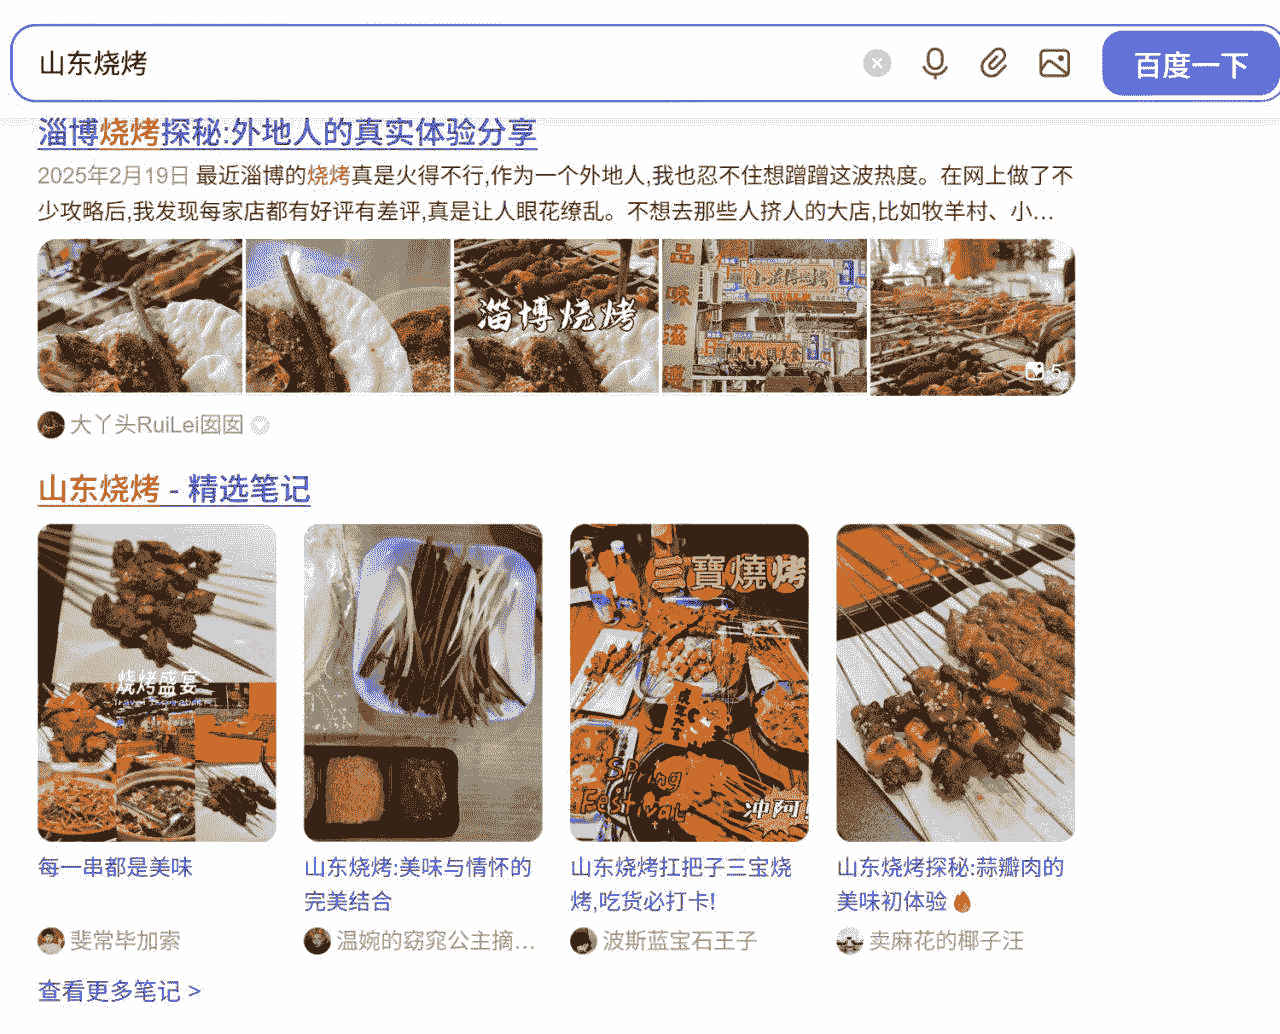 山东烧烤
百度一下
淄博烧烤探秘:外地人的真实体验分享
2025年2月19日 最近淄博的烧烤真是火得不行,作为一个外地人,我也忍不住想蹭蹭这波热度。在网上做了不
少攻略后,我发现每家店都有好评有差评,真是让人眼花缭乱。不想去那些人挤人的大店,比如牧羊村、小...
淄博烧烤
品
味
滋
5
大丫头RuiLei囡囡
山东烧烤 - 精选笔记
烧烤盛宴
三寶燒烤
Spring
Festival
冲阿!
每一串都是美味
山东烧烤:美味与情怀的
完美结合
山东烧烤扛把子三宝烧
烤,吃货必打卡!
山东烧烤探秘:蒜瓣肉的
美味初体验
斐常毕加索
温婉的窈窕公主摘...
波斯蓝宝石王子
卖麻花的椰子汪
查看更多笔记 >